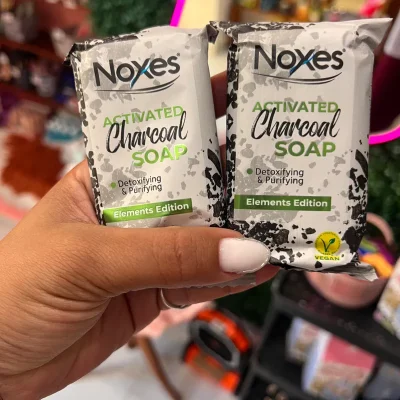 Noxes
ACTIVATED
Charcoal
SOAP
Detoxifying
& Purifying
Elements Edition
Noxes
ACTIVATED
Charcoal
SOAP
Detoxifying
& Purifying
Elements Edition
VEGAN